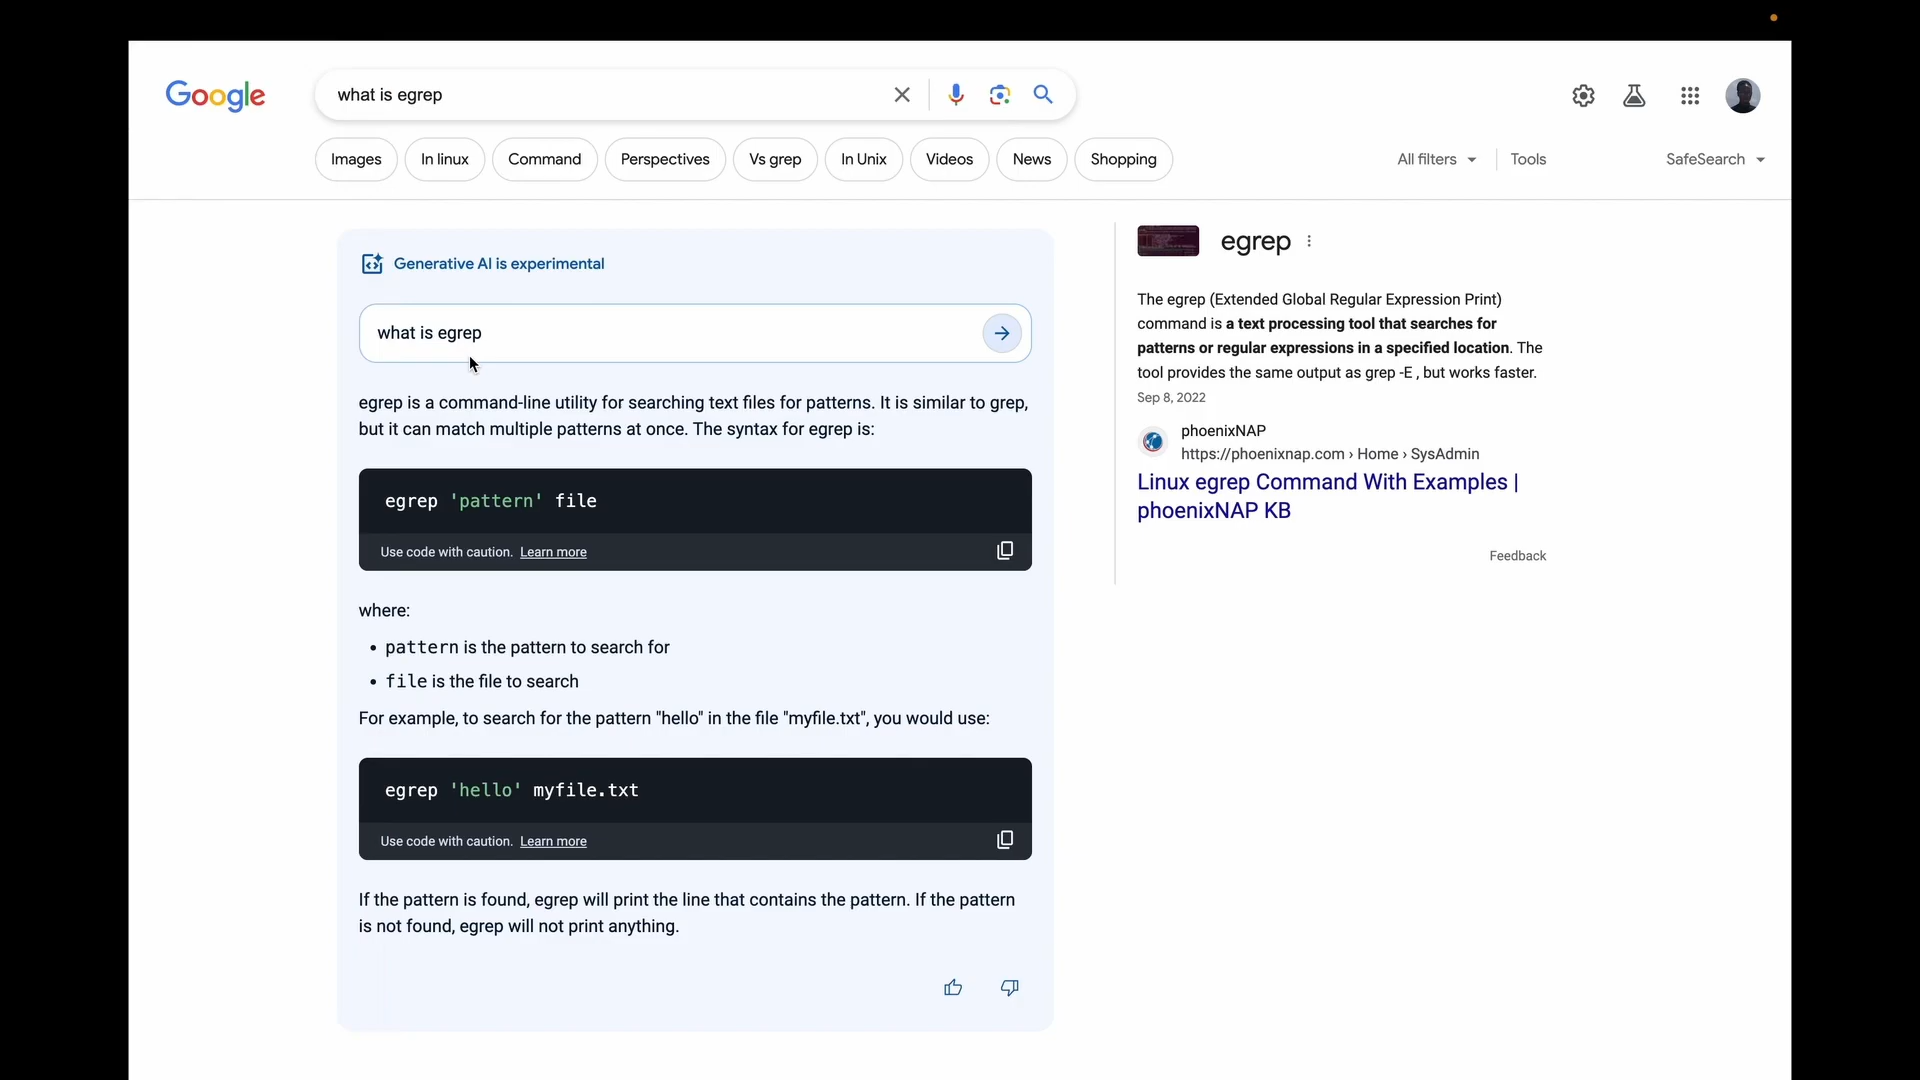 Google
what is egrep
Images
In linux
Command
Perspectives
Vs grep
In Unix
Videos
News
Shopping
All filters
Tools
SafeSearch
Generative AI is experimental
what is egrep
egrep is a command-line utility for searching text files for patterns. It is similar to grep,
but it can match multiple patterns at once. The syntax for egrep is:
egrep 'pattern' file
Use code with caution. Learn more
where:
• pattern is the pattern to search for
• file is the file to search
For example, to search for the pattern "hello" in the file "myfile.txt", you would use:
egrep 'hello' myfile.txt
Use code with caution. Learn more
If the pattern is found, egrep will print the line that contains the pattern. If the pattern
is not found, egrep will not print anything.
egrep
The egrep (Extended Global Regular Expression Print)
command is a text processing tool that searches for
patterns or regular expressions in a specified location. The
tool provides the same output as grep -E , but works faster.
Sep 8, 2022
phoenixNAP
https://phoenixnap.com › Home › SysAdmin
Linux egrep Command With Examples |
phoenixNAP KB
Feedback